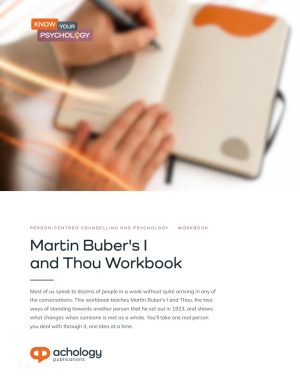 KNOW YOUR
PSYCHOLOGY
PERSON-CENTRED COUNSELLING AND PSYCHOLOGY WORKBOOK
Martin Buber's I
and Thou Workbook
Most of us speak to dozens of people in a week without quite arriving in any of
the conversations. This workbook teaches Martin Buber's I and Thou, the two
ways of standing towards another person that he set out in 1923, and shows
what changes when someone is met as a whole. You'll take one real person
you deal with through it, one idea at a time.
achology
publications